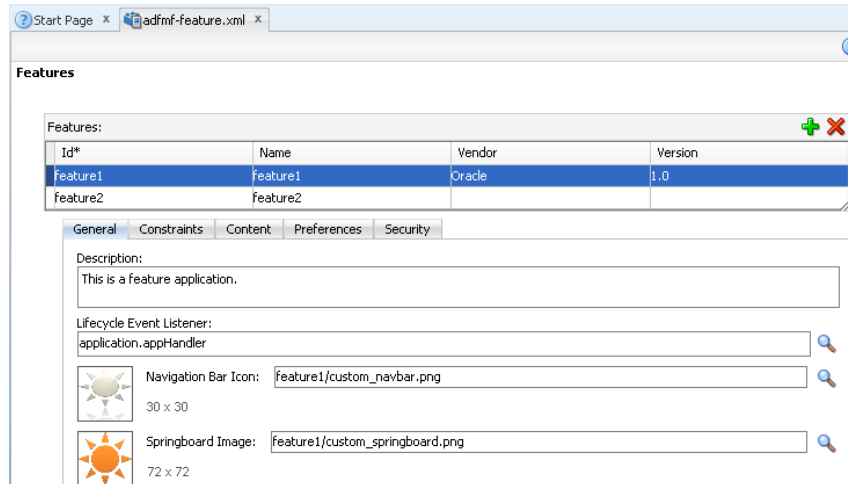 Start Page x adfmf-feature.xml x
Features
Features:
Id* Name Vendor Version
feature1 feature1 Oracle 1.0
feature2 feature2
General Constraints Content Preferences Security
Description:
This is a feature application.
Lifecycle Event Listener:
application.appHandler
Navigation Bar Icon: feature1/custom_navbar.png
30 x 30
Springboard Image: feature1/custom_springboard.png
72 x 72